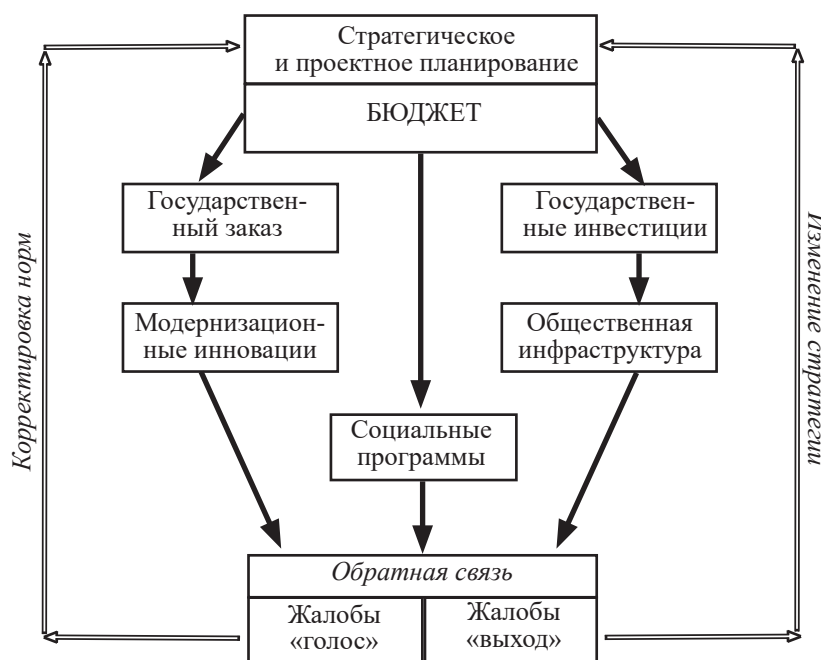 Стратегическое
и проектное планирование
БЮДЖЕТ
Государствен-
ный заказ
Государствен-
ные инвестиции
Корректировка норм
Изменение стратегии
Модернизацион-
ные инновации
Общественная
инфраструктура
Социальные
программы
Обратная связь
Жалобы
«голос»
Жалобы
«выход»